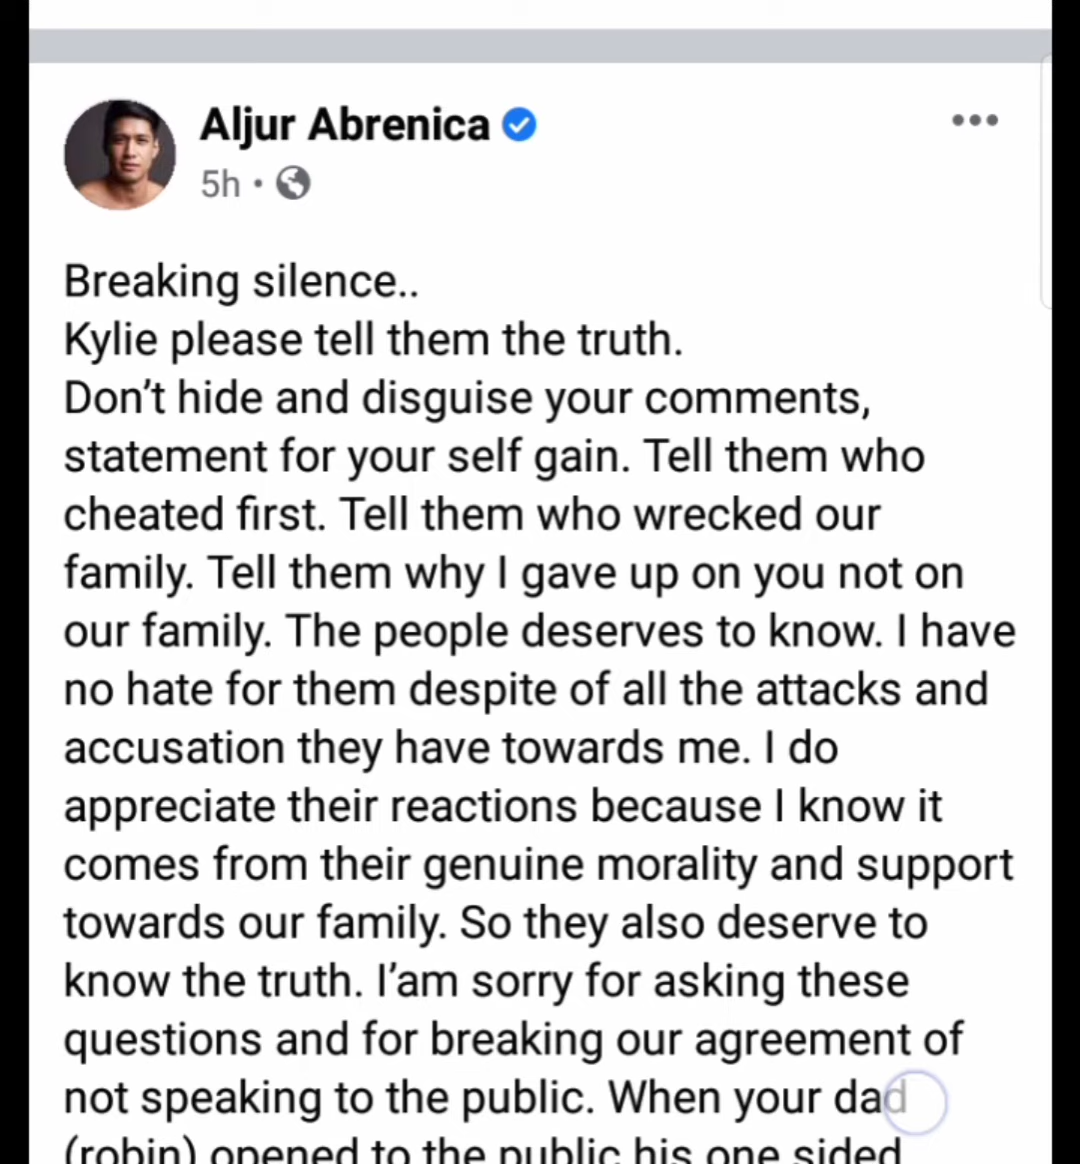 Aljur Abrenica
5h
Breaking silence..
Kylie please tell them the truth.
Don't hide and disguise your comments,
statement for your self gain. Tell them who
cheated first. Tell them who wrecked our
family. Tell them why I gave up on you not on
our family. The people deserves to know. I have
no hate for them despite of all the attacks and
accusation they have towards me. I do
appreciate their reactions because I know it
comes from their genuine morality and support
towards our family. So they also deserve to
know the truth. I'am sorry for asking these
questions and for breaking our agreement of
not speaking to the public. When your dad
(robin) opened to the public his one sided